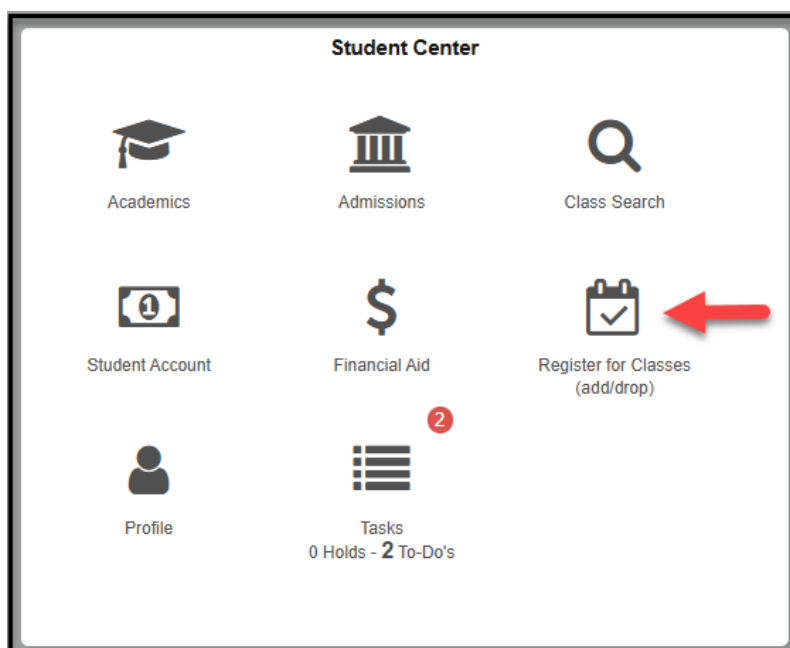 Student Center
Academics
Admissions
Class Search
1
Student Account
Financial Aid
Register for Classes
(add/drop)
$
2
Profile
Tasks
0 Holds - 2 To-Do's